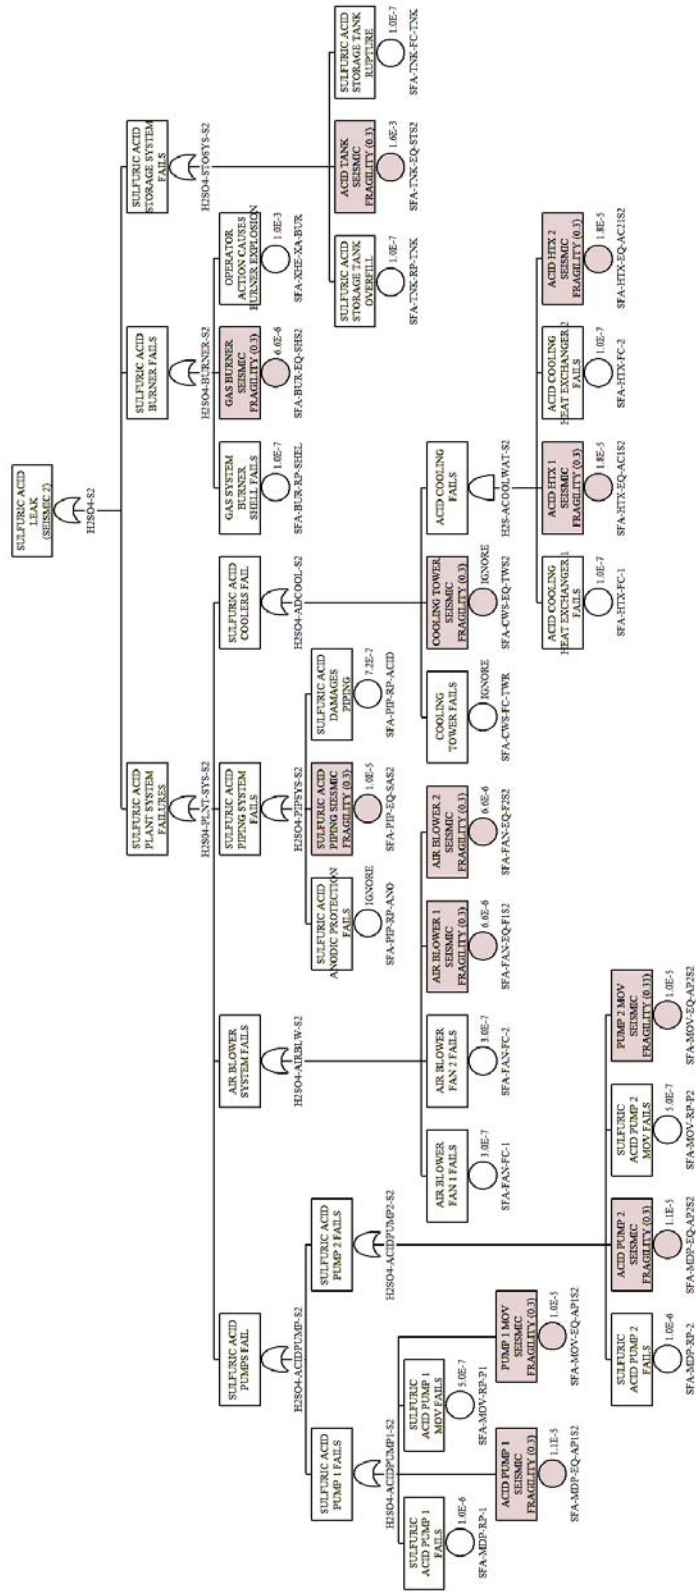 SULFURIC ACID
LEAK
(SEISMIC 2)
H2SO4-S2
SULFURIC ACID
PLANT SYSTEM
FAILURES
H2S04-PLNT-SYS-S2
SULFURIC ACID
BURNER FAILS
H2SO4-BURNER-S2
SULFURIC ACID
STORAGE SYSTEM
FAILS
H2SO4-STOSYS-S2
SULFURIC ACID
PUMPS FAIL
H2SO4-ACIDPUMP-S2
AIR BLOWER
SYSTEM FAILS
H2SO4-AIRBLW-S2
SULFURIC ACID
PIPING SYSTEM
FAILS
H2SO4-PIPSYS-S2
SULFURIC ACID
COOLERS FAIL
H2SO4-ADCOOL-S2
GAS SYSTEM
BURNER
SHELL FAILS
1.0E-7
SFA-BUR-RP-SHEL
GAS BURNER
SEISMIC
FRAGILITY (0.3)
6.6E-6
SFA-BUR-EQ-SHS2
OPERATOR
ACTION CAUSES
BURNER EXPLOSION
1.0E-3
SFA-XHE-XA-BUR
SULFURIC ACID
PUMP 1 FAILS
H2SO4-ACIDPUMP1-S2
SULFURIC ACID
PUMP 2 FAILS
H2SO4-ACIDPUMP2-S2
SULFURIC ACID
ANODIC PROTECTION
FAILS
IGNORE
SFA-PIP-RP-ANO
SULFURIC ACID
PIPING SIESMIC
FRAGILITY (0.3)
1.0E-5
SFA-PIP-EQ-SAS2
SULFURIC ACID
DAMAGES
PIPING
7.2E-7
SFA-PIP-RP-ACID
SULFURIC ACID
STORAGE TANK
OVERFILL
1.0E-7
SFA-TNK-RP-TNK
ACID TANK
SEISMIC
FRAGILITY (0.3)
1.6E-3
SFA-TNK-EQ-STS2
SULFURIC ACID
STORAGE TANK
RUPTURE
1.0E-7
SFA-TNK-FC-TNK
SULFURIC
ACID PUMP 1
FAILS
1.0E-6
SFA-MDP-RP-1
SULFURIC
ACID PUMP 1
MOV FAILS
5.0E-7
SFA-MOV-RP-P1
AIR BLOWER
FAN 1 FAILS
3.0E-7
SFA-FAN-FC-1
AIR BLOWER
FAN 2 FAILS
3.0E-7
SFA-FAN-FC-2
AIR BLOWER 1
SEISMIC
FRAGILITY (0.3)
6.6E-6
SFA-FAN-EQ-F1S2
AIR BLOWER 2
SEISMIC
FRAGILITY (0.3)
6.6E-6
SFA-FAN-EQ-F2S2
COOLING
TOWER FAILS
IGNORE
SFA-CWS-FC-TWR
COOLING TOWER
SEISMIC
FRAGILITY (0.3)
IGNORE
SFA-CWS-EQ-TWS2
ACID COOLING
FAILS
H2S-ACOOLWAT-S2
ACID PUMP 1
SEISMIC
FRAGILITY (0.3)
1.1E-5
SFA-MDP-EQ-AP1S2
PUMP 1 MOV
SEISMIC
FRAGILITY (0.3)
1.0E-5
SFA-MOV-EQ-AP1S2
ACID COOLING
HEAT EXCHANGER 1
FAILS
1.0E-7
SFA-HTX-FC-1
ACID HTX 1
SEISMIC
FRAGILITY (0.3)
1.8E-5
SFA-HTX-EQ-AC1S2
ACID COOLING
HEAT EXCHANGER 2
FAILS
1.0E-7
SFA-HTX-FC-2
ACID HTX 2
SEISMIC
FRAGILITY (0.3)
1.8E-5
SFA-HTX-EQ-AC21S2
SULFURIC
ACID PUMP 2
FAILS
1.0E-6
SFA-MDP-RP-2
ACID PUMP 2
SEISMIC
FRAGILITY (0.3)
1.1E-5
SFA-MDP-EQ-AP2S2
SULFURIC
ACID PUMP 2
MOV FAILS
5.0E-7
SFA-MOV-RP-P2
PUMP 2 MOV
SEISMIC
FRAGILITY (0.3)
1.0E-5
SFA-MOV-EQ-AP2S2